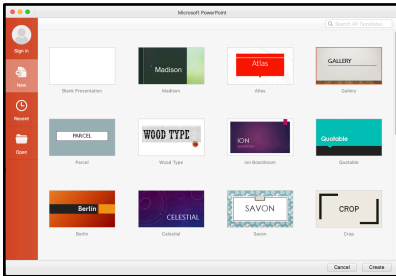 Microsoft PowerPoint
Search All Templates
Sign In
New
Recent
Open
Madison
Atlas
GALLERY
Blank Presentation
Madison
Atlas
Gallery
PARCEL
WOOD TYPE
ION
Quotable
Parcel
Wood Type
Ion Boardroom
Quotable
Berlin
CELESTIAL
SAVON
CROP
Berlin
Celestial
Savon
Crop
Cancel
Create